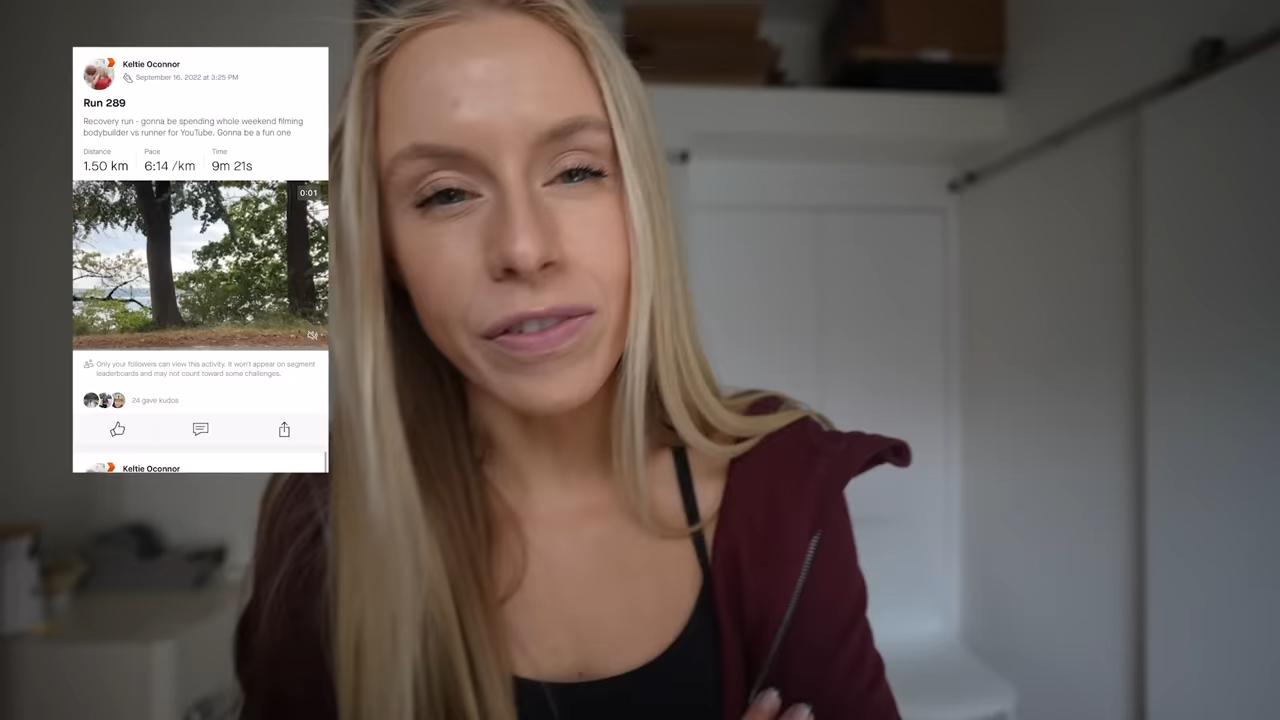 Keltie Oconnor
September 16, 2022 at 3:25 PM
Run 289
Recovery run - gonna be spending whole weekend filming
bodybuilder vs runner for YouTube. Gonna be a fun one
Distance Pace Time
1.50 km 6:14 /km 9m 21s
0:01
Only your followers can view this activity. It won't appear on segment
leaderboards and may not count toward some challenges.
24 gave kudos
Keltie Oconnor